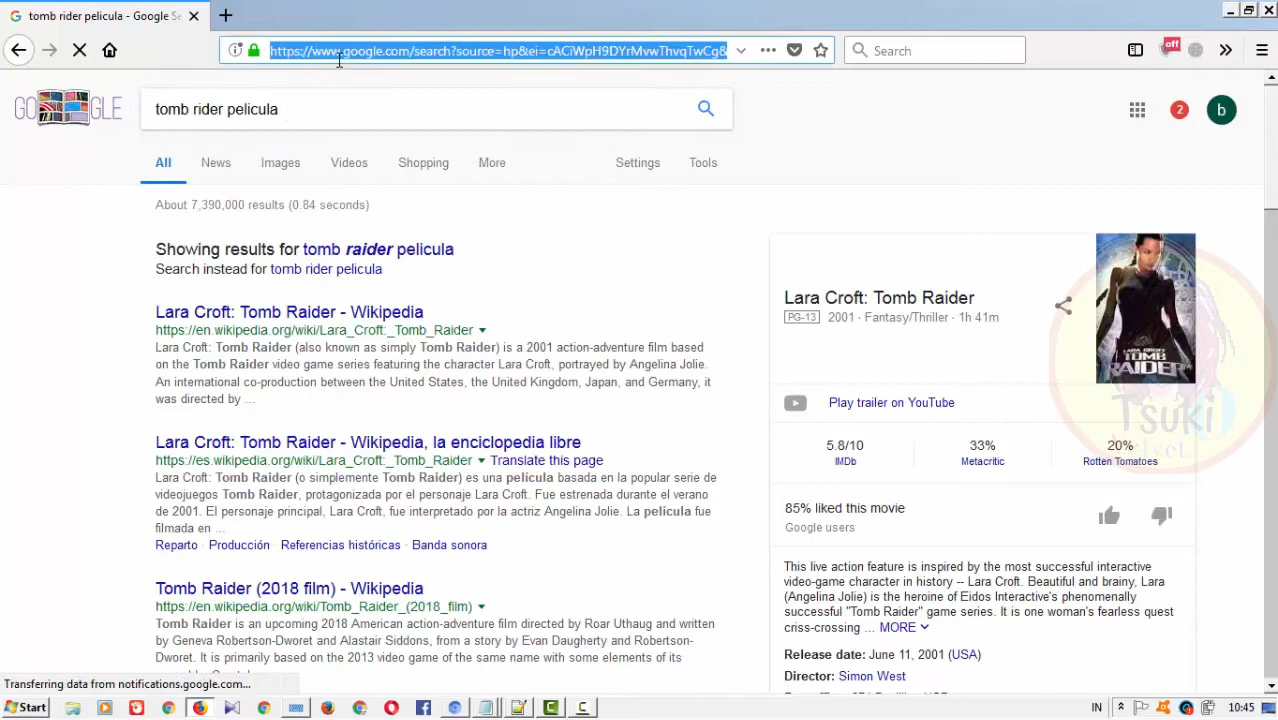 tomb rider pelicula - Google Se
https://www.google.com/search?source=hp&ei=cACiWpH9DYrMvwThvqTwCg&
Search
off
GOOGLE
tomb rider pelicula
2
b
All News Images Videos Shopping More Settings Tools
About 7,390,000 results (0.84 seconds)
Showing results for tomb raider pelicula
Search instead for tomb rider pelicula
Lara Croft: Tomb Raider - Wikipedia
https://en.wikipedia.org/wiki/Lara_Croft:_Tomb_Raider
Lara Croft: Tomb Raider (also known as simply Tomb Raider) is a 2001 action-adventure film based
on the Tomb Raider video game series featuring the character Lara Croft, portrayed by Angelina Jolie.
An international co-production between the United States, the United Kingdom, Japan, and Germany, it
was directed by ...
Lara Croft: Tomb Raider - Wikipedia, la enciclopedia libre
https://es.wikipedia.org/wiki/Lara_Croft:_Tomb_Raider Translate this page
Lara Croft: Tomb Raider (o simplemente Tomb Raider) es una película basada en la popular serie de
videojuegos Tomb Raider, protagonizada por el personaje Lara Croft. Fue estrenada durante el verano
de 2001. El personaje principal, Lara Croft, fue interpretado por la actriz Angelina Jolie. La película fue
filmada en ...
Reparto · Producción · Referencias históricas · Banda sonora
Tomb Raider (2018 film) - Wikipedia
https://en.wikipedia.org/wiki/Tomb_Raider_(2018_film)
Tomb Raider is an upcoming 2018 American action-adventure film directed by Roar Uthaug and written
by Geneva Robertson-Dworet and Alastair Siddons, from a story by Evan Daugherty and Robertson-
Dworet. It is primarily based on the 2013 video game of the same name with some elements of its
Lara Croft: Tomb Raider
PG-13 2001 · Fantasy/Thriller · 1h 41m
LARA CROFT
TOMB
RAIDER
Play trailer on YouTube
Tsuki
5.8/10 33% 20%
IMDb Metacritic Rotten Tomatoes
85% liked this movie
Google users
This live action feature is inspired by the most successful interactive
video-game character in history -- Lara Croft. Beautiful and brainy, Lara
(Angelina Jolie) is the heroine of Eidos Interactive's phenomenally
successful "Tomb Raider" game series. It is one woman's fearless quest
criss-crossing ... MORE
Release date: June 11, 2001 (USA)
Director: Simon West
Transferring data from notifications.google.com...
Start
IN
10:45